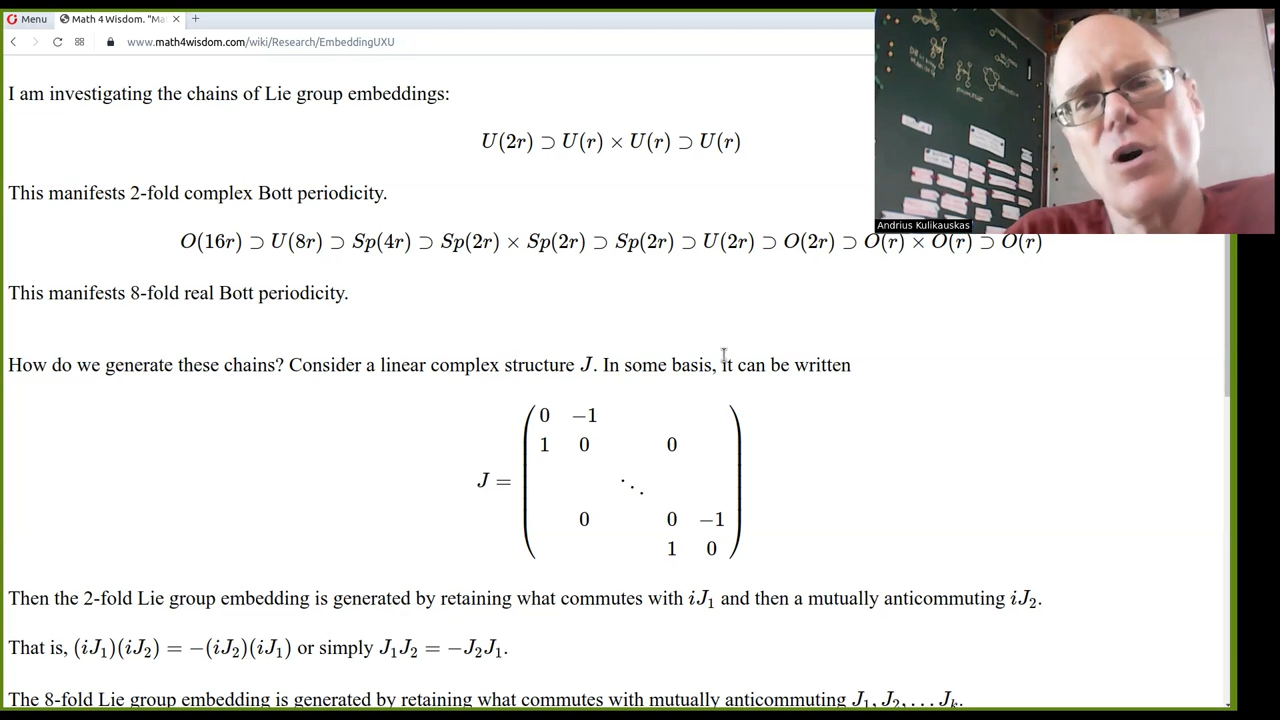 Menu
Math 4 Wisdom. "Ma
www.math4wisdom.com/wiki/Research/EmbeddingUXU
I am investigating the chains of Lie group embeddings:
U(2r) ⊃ U(r) × U(r) ⊃ U(r)
This manifests 2-fold complex Bott periodicity.
Andrius Kulikauskas
O(16r) ⊃ U(8r) ⊃ Sp(4r) ⊃ Sp(2r) × Sp(2r) ⊃ Sp(2r) ⊃ U(2r) ⊃ O(2r) ⊃ O(r) × O(r) ⊃ O(r)
This manifests 8-fold real Bott periodicity.
How do we generate these chains? Consider a linear complex structure J. In some basis, it can be written
0 −1
1 0 0
J = ⋱
0 0 −1
1 0
Then the 2-fold Lie group embedding is generated by retaining what commutes with iJ₁ and then a mutually anticommuting iJ₂.
That is, (iJ₁)(iJ₂) = −(iJ₂)(iJ₁) or simply J₁J₂ = −J₂J₁.
The 8-fold Lie group embedding is generated by retaining what commutes with mutually anticommuting J₁, J₂, … Jₖ.